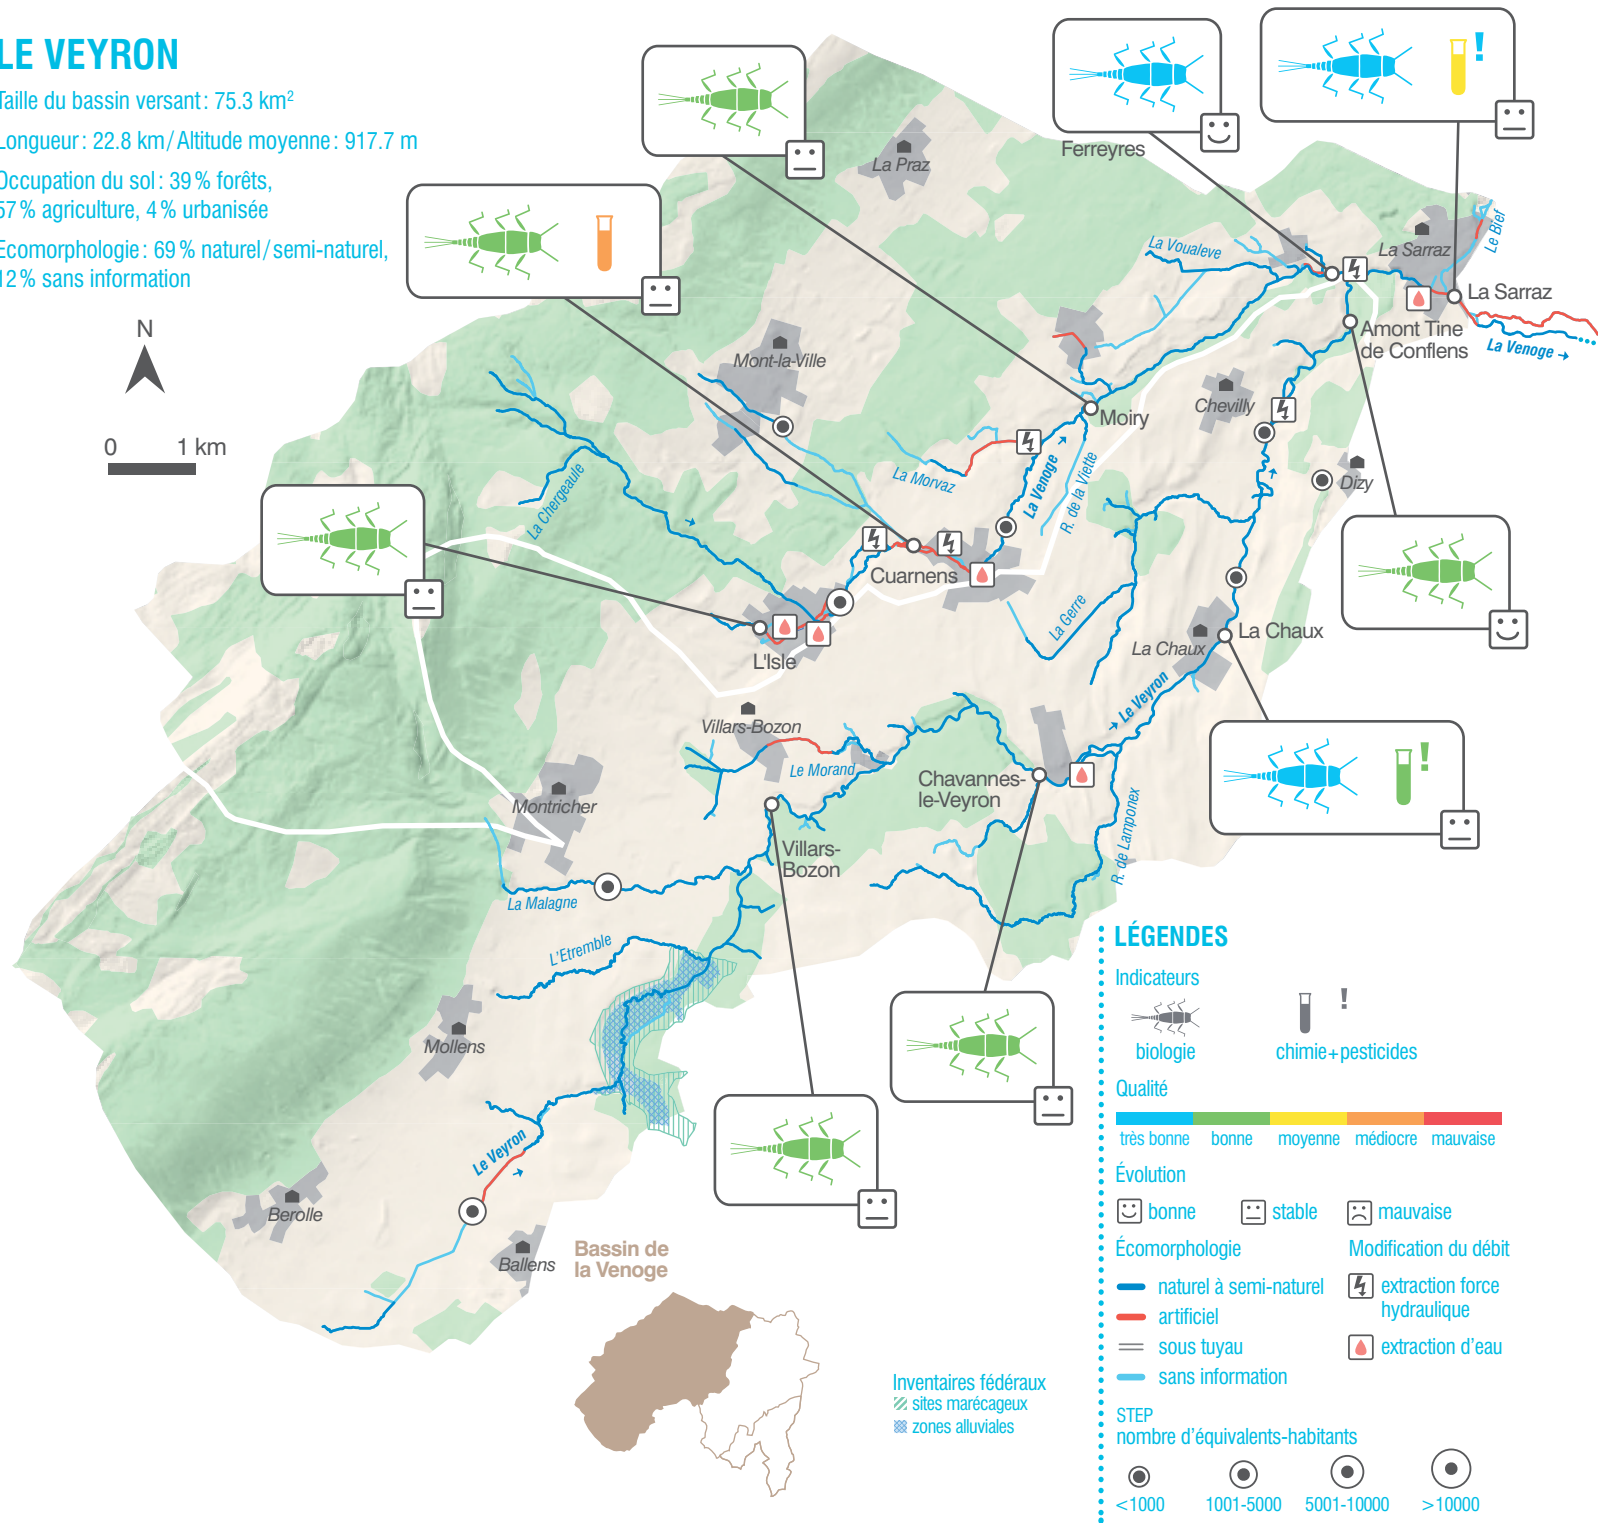 LE VEYRON
Taille du bassin versant : 75.3 km²
Longueur : 22.8 km / Altitude moyenne : 917.7 m
Occupation du sol : 39 % forêts,
57 % agriculture, 4 % urbanisée
Ecomorphologie : 69 % naturel / semi-naturel,
12 % sans information
N
0 1 km
Ferreyres
La Praz
La Voualeve
La Sarraz
Le Bief
La Sarraz
Amont Tine
de Conflens
La Venoge
Mont-la-Ville
Chevilly
Moiry
Dizy
La Chergeaule
La Morvaz
La Venoge
R. de la Viette
Cuarnens
La Gerre
La Chaux
La Chaux
L'Isle
Le Veyron
Villars-Bozon
Le Morand
Chavannes-
le-Veyron
Montricher
Villars-
Bozon
R. de Lamponex
La Malagne
L'Etremble
Mollens
Le Veyron
Berolle
Ballens
Bassin de
la Venoge
Inventaires fédéraux
sites marécageux
zones alluviales
LÉGENDES
Indicateurs
!
biologie chimie+pesticides
Qualité
très bonne bonne moyenne médiocre mauvaise
Évolution
bonne stable mauvaise
Écomorphologie Modification du débit
naturel à semi-naturel extraction force
hydraulique
artificiel
sous tuyau extraction d'eau
sans information
STEP
nombre d'équivalents-habitants
<1000 1001-5000 5001-10000 >10000
!
!